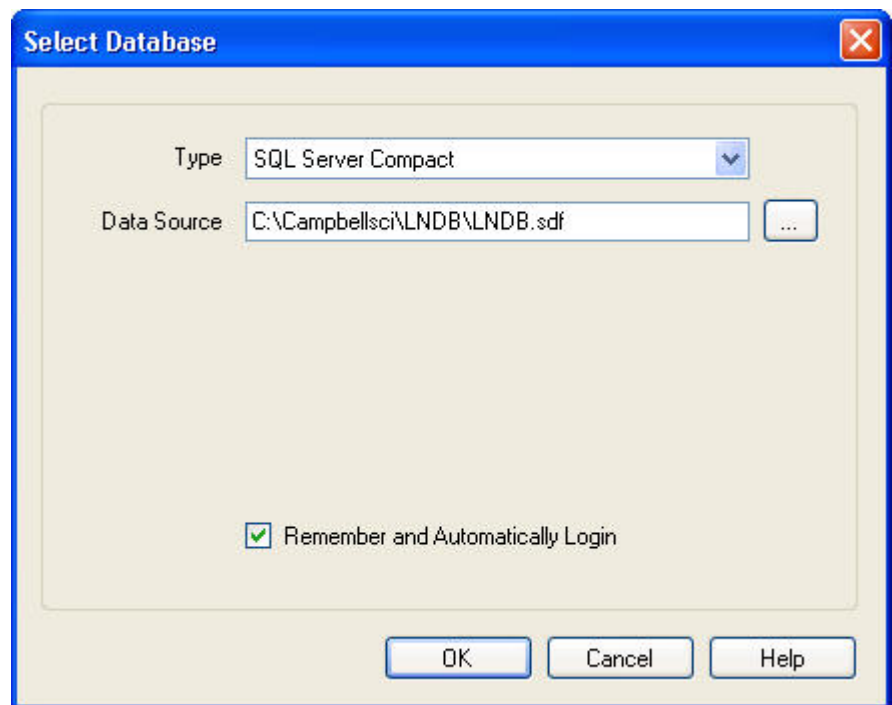 Select Database
Type SQL Server Compact
Data Source C:\Campbellsci\LNDB\LNDB.sdf ...
Remember and Automatically Login
OK Cancel Help